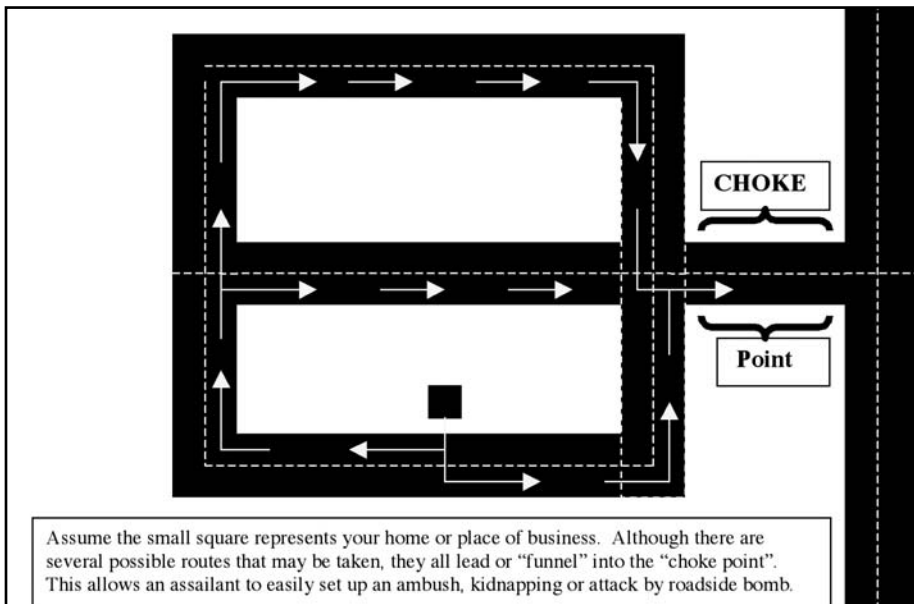 CHOKE
Point
Assume the small square represents your home or place of business.  Although there are
several possible routes that may be taken, they all lead or “funnel” into the “choke point”.
This allows an assailant to easily set up an ambush, kidnapping or attack by roadside bomb.